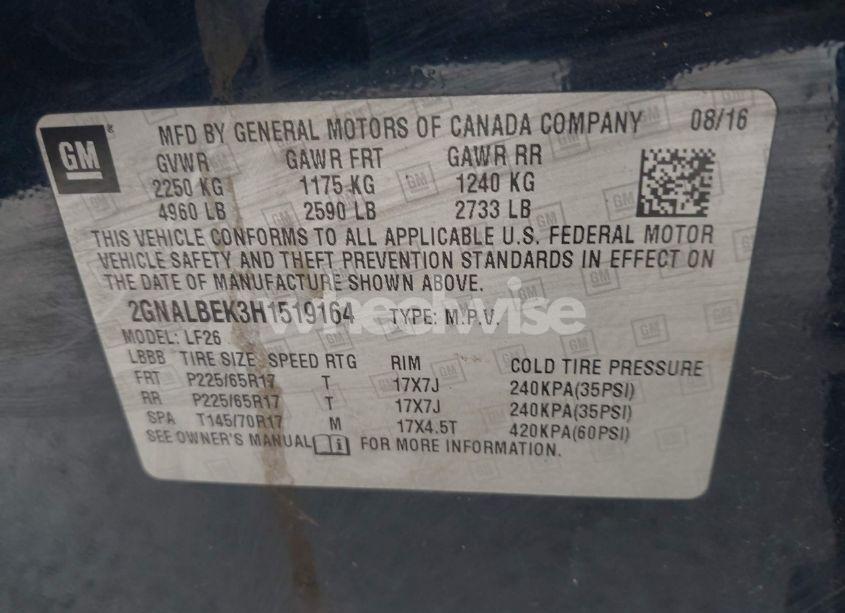 GM
MFD BY GENERAL MOTORS OF CANADA COMPANY 08/16
GVWR GAWR FRT GAWR RR
2250 KG 1175 KG 1240 KG
4960 LB 2590 LB 2733 LB
THIS VEHICLE CONFORMS TO ALL APPLICABLE U.S. FEDERAL MOTOR
VEHICLE SAFETY AND THEFT PREVENTION STANDARDS IN EFFECT ON
THE DATE OF MANUFACTURE SHOWN ABOVE.
2GNALBEK3H1519164 TYPE: M.P.V.
wheelwise
MODEL: LF26
LBBB TIRE SIZE SPEED RTG RIM COLD TIRE PRESSURE
FRT P225/65R17 T 17X7J 240KPA(35PSI)
RR P225/65R17 T 17X7J 240KPA(35PSI)
SPA T145/70R17 M 17X4.5T 420KPA(60PSI)
SEE OWNER'S MANUAL i FOR MORE INFORMATION.